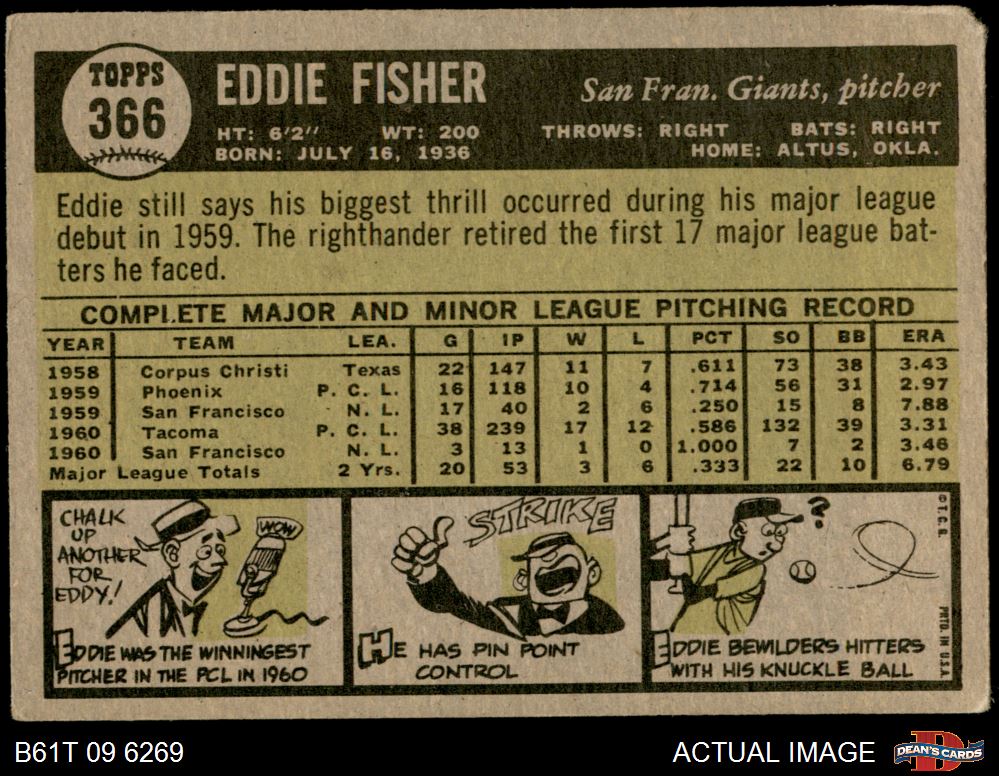 TOPPS
366
EDDIE FISHER
San Fran. Giants, pitcher
HT: 6'2" WT: 200 THROWS: RIGHT BATS: RIGHT
BORN: JULY 16, 1936 HOME: ALTUS, OKLA.
Eddie still says his biggest thrill occurred during his major league
debut in 1959. The righthander retired the first 17 major league bat-
ters he faced.
COMPLETE MAJOR AND MINOR LEAGUE PITCHING RECORD
YEAR TEAM LEA. G IP W L PCT SO BB ERA
1958 Corpus Christi Texas 22 147 11 7 .611 73 38 3.43
1959 Phoenix P. C. L. 16 118 10 4 .714 56 31 2.97
1959 San Francisco N. L. 17 40 2 6 .250 15 8 7.88
1960 Tacoma P. C. L. 38 239 17 12 .586 132 39 3.31
1960 San Francisco N. L. 3 13 1 0 1.000 7 2 3.46
Major League Totals 2 Yrs. 20 53 3 6 .333 22 10 6.79
CHALK
UP
ANOTHER
FOR
EDDY!
WOW
EDDIE WAS THE WINNINGEST
PITCHER IN THE PCL IN 1960
STRIKE
HE HAS PIN POINT
CONTROL
?
EDDIE BEWILDERS HITTERS
WITH HIS KNUCKLE BALL
© T.C.G.
PRTD IN U.S.A.
B61T 09 6269
ACTUAL IMAGE
DEAN'S CARDS